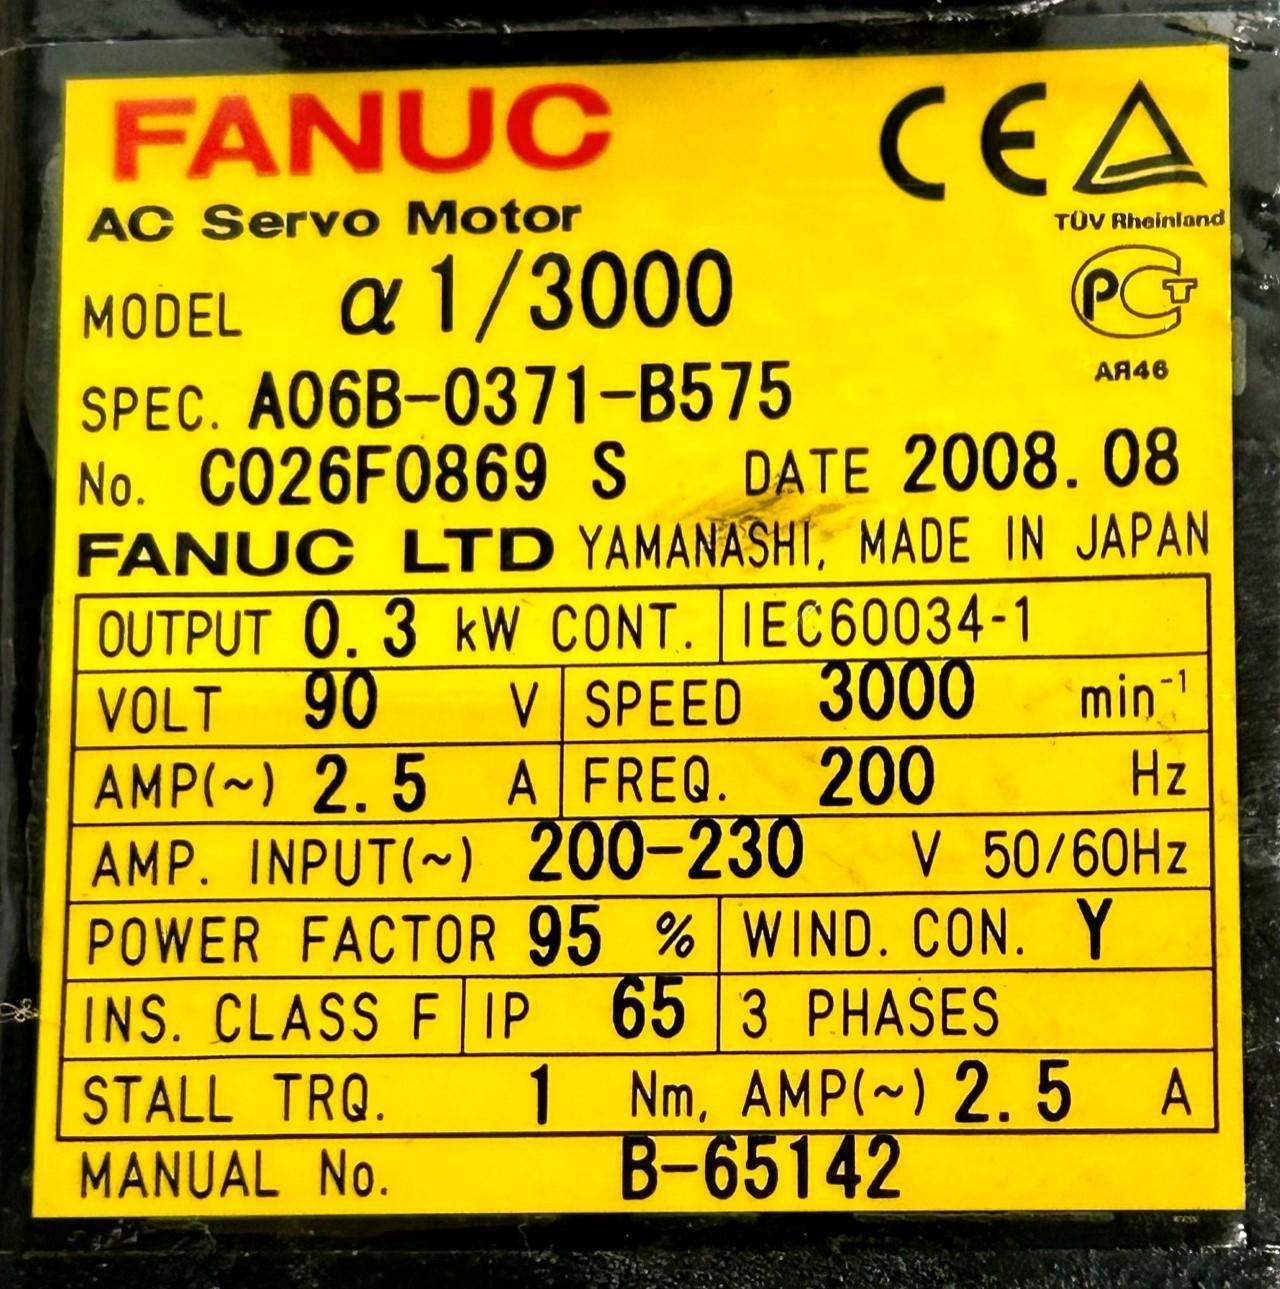 FANUC
CE
TÜV Rheinland
AC Servo Motor
MODEL α1/3000
PCT
АЯ46
SPEC. A06B-0371-B575
No. C026F0869 S DATE 2008.08
FANUC LTD YAMANASHI, MADE IN JAPAN
OUTPUT 0.3 kW CONT. IEC60034-1
VOLT 90 V SPEED 3000 min⁻¹
AMP(~) 2.5 A FREQ. 200 Hz
AMP. INPUT(~) 200-230 V 50/60Hz
POWER FACTOR 95 % WIND. CON. Y
INS. CLASS F IP 65 3 PHASES
STALL TRQ. 1 Nm, AMP(~) 2.5 A
MANUAL No. B-65142